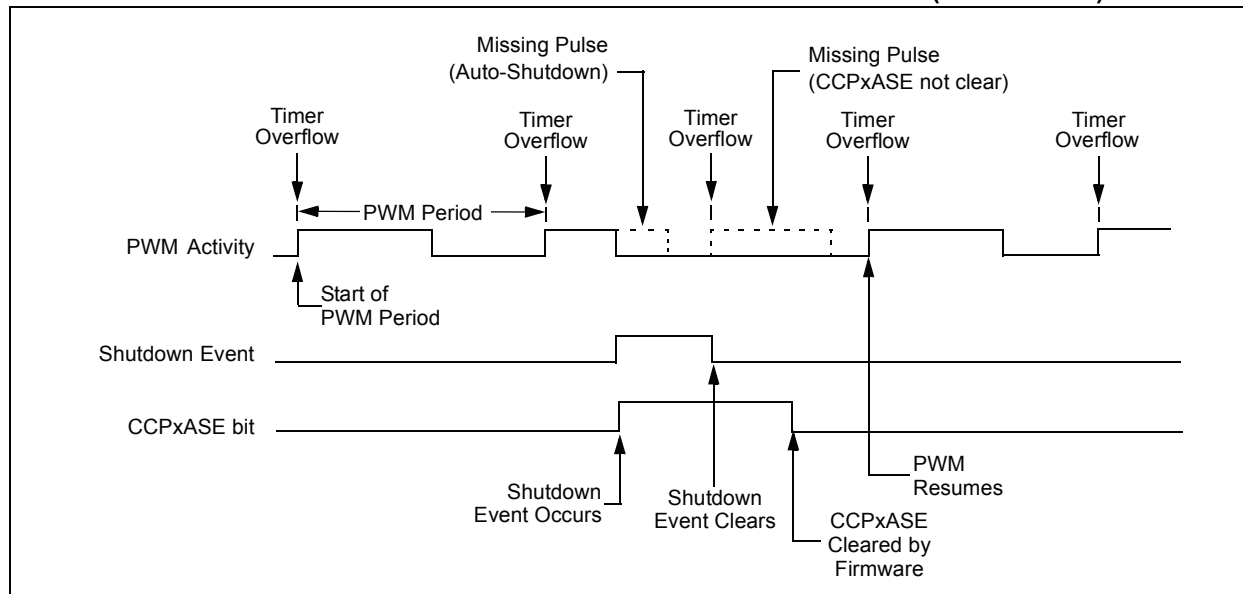 Missing Pulse
(Auto-Shutdown)
Missing Pulse
(CCPxASE not clear)
Timer
Overflow
Timer
Overflow
Timer
Overflow
Timer
Overflow
Timer
Overflow
PWM Period
PWM Activity
Start of
PWM Period
Shutdown Event
CCPxASE bit
Shutdown
Event Occurs
Shutdown
Event Clears
CCPxASE
Cleared by
Firmware
PWM
Resumes